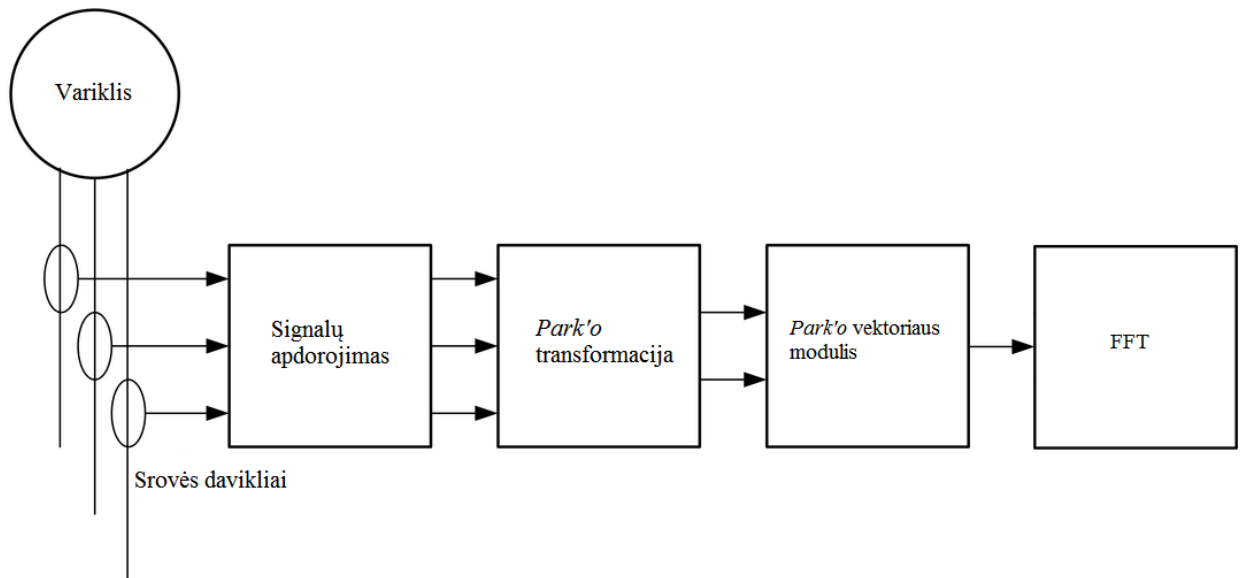 Variklis
Signalų
apdorojimas
Park'o
transformacija
Park'o vektoriaus
modulis
FFT
Srovės davikliai